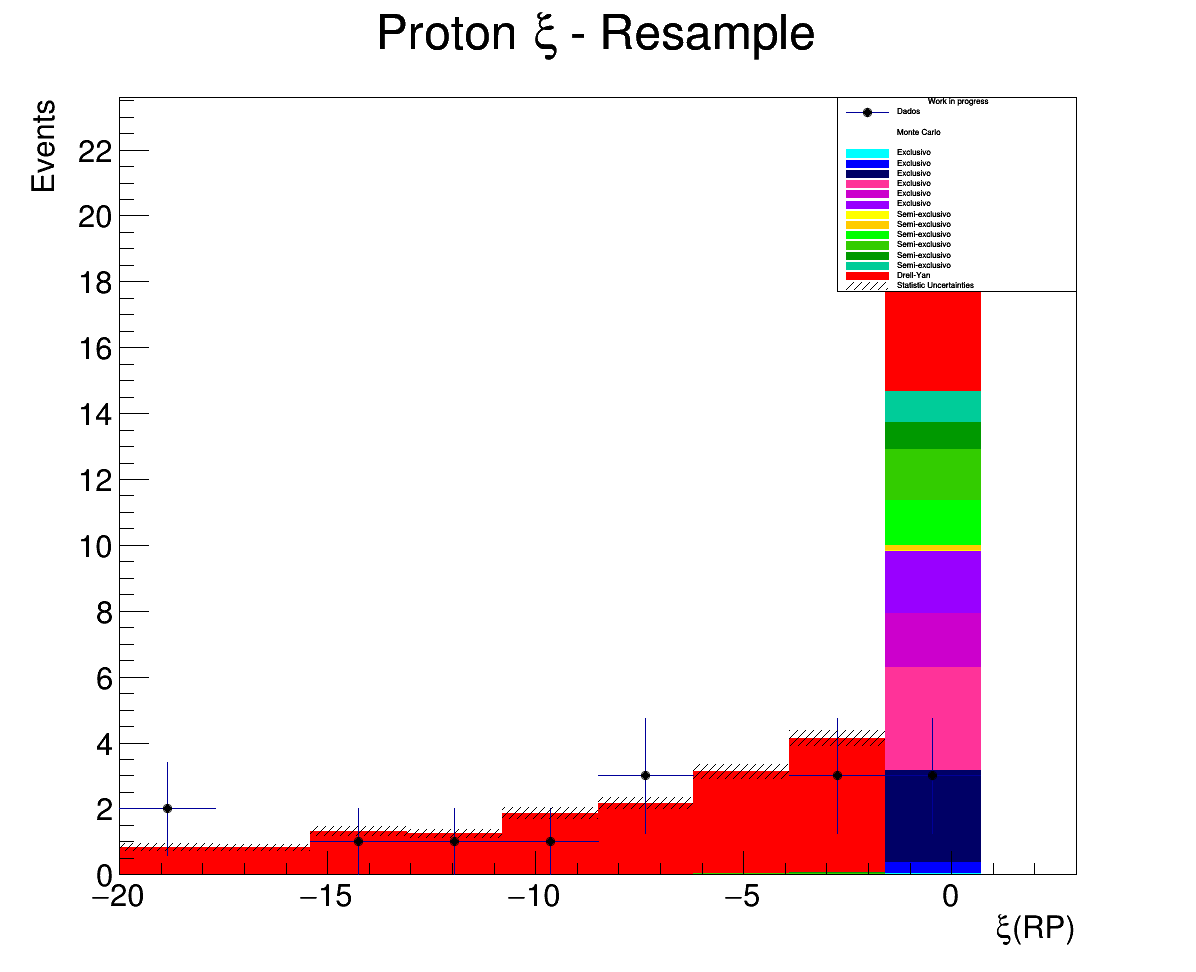 Proton ξ - Resample
Events
22
20
18
16
14
12
10
8
6
4
2
0
−20
−15
−10
−5
0
ξ(RP)
Work in progress
Dados
Monte Carlo
Exclusivo
Exclusivo
Exclusivo
Exclusivo
Exclusivo
Exclusivo
Semi-exclusivo
Semi-exclusivo
Semi-exclusivo
Semi-exclusivo
Semi-exclusivo
Semi-exclusivo
Drell-Yan
Statistic Uncertainties